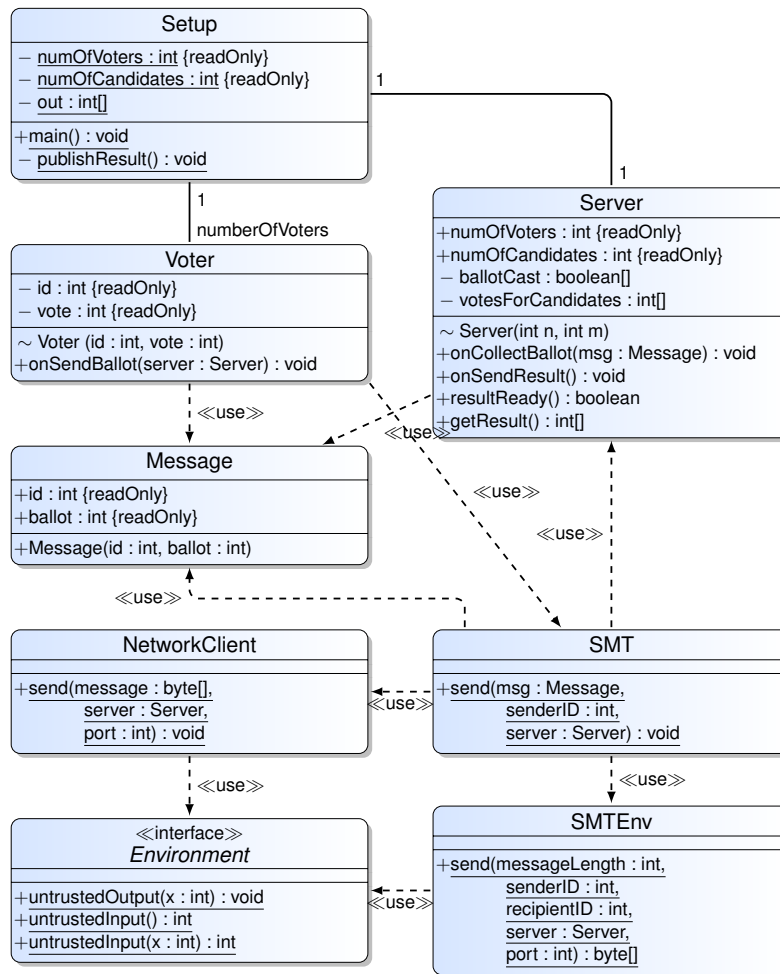 Setup
− numOfVoters : int {readOnly}
− numOfCandidates : int {readOnly}
− out : int[]
+main() : void
− publishResult() : void
1
1
1
numberOfVoters
Server
+numOfVoters : int {readOnly}
+numOfCandidates : int {readOnly}
− ballotCast : boolean[]
− votesForCandidates : int[]
∼ Server(int n, int m)
+onCollectBallot(msg : Message) : void
+onSendResult() : void
+resultReady() : boolean
+getResult() : int[]
Voter
− id : int {readOnly}
− vote : int {readOnly}
∼ Voter (id : int, vote : int)
+onSendBallot(server : Server) : void
≪use≫
≪use≫
≪use≫
≪use≫
Message
+id : int {readOnly}
+ballot : int {readOnly}
+Message(id : int, ballot : int)
≪use≫
NetworkClient
+send(message : byte[],
server : Server,
port : int) : void
≪use≫
SMT
+send(msg : Message,
senderID : int,
server : Server) : void
≪use≫
≪use≫
≪interface≫
Environment
+untrustedOutput(x : int) : void
+untrustedInput() : int
+untrustedInput(x : int) : int
≪use≫
SMTEnv
+send(messageLength : int,
senderID : int,
recipientID : int,
server : Server,
port : int) : byte[]